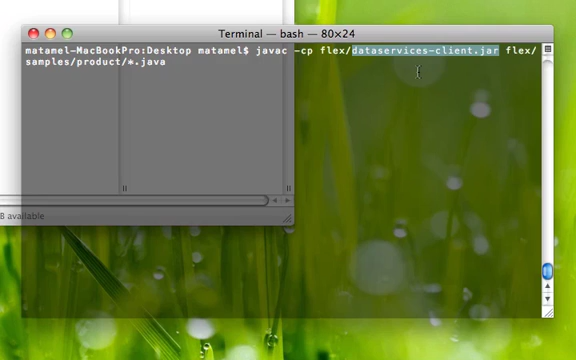 Terminal — bash — 80×24
matamel-MacBookPro:Desktop matamel$ javac -cp flex/dataservices-client.jar flex/
samples/product/*.java
B available